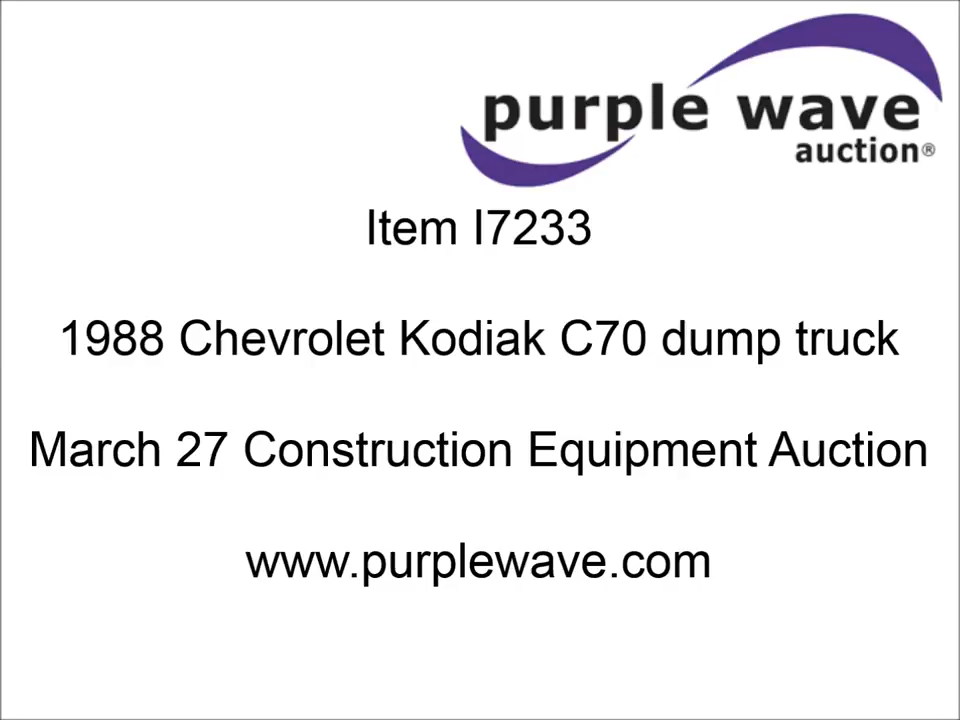 purple wave
auction®
Item I7233
1988 Chevrolet Kodiak C70 dump truck
March 27 Construction Equipment Auction
www.purplewave.com